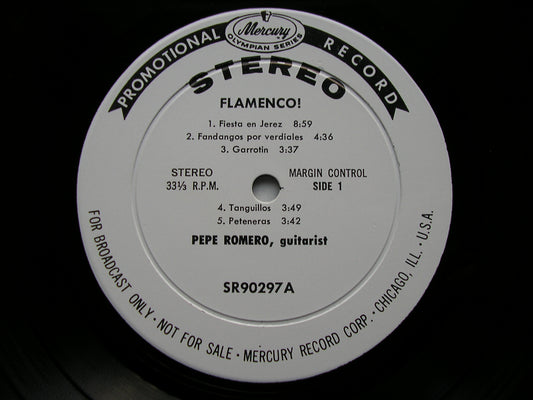 Mercury
OLYMPIAN SERIES
PROMOTIONAL RECORD
STEREO
FLAMENCO!
1. Fiesta en Jerez 8:59
2. Fandangos por verdiales 4:36
3. Garrotin 3:37
STEREO MARGIN CONTROL
33⅓ R.P.M. SIDE 1
4. Tanguillos 3:49
5. Peteneras 3:42
PEPE ROMERO, guitarist
SR90297A
FOR BROADCAST ONLY · NOT FOR SALE · MERCURY RECORD CORP. · CHICAGO, ILL. · U.S.A.